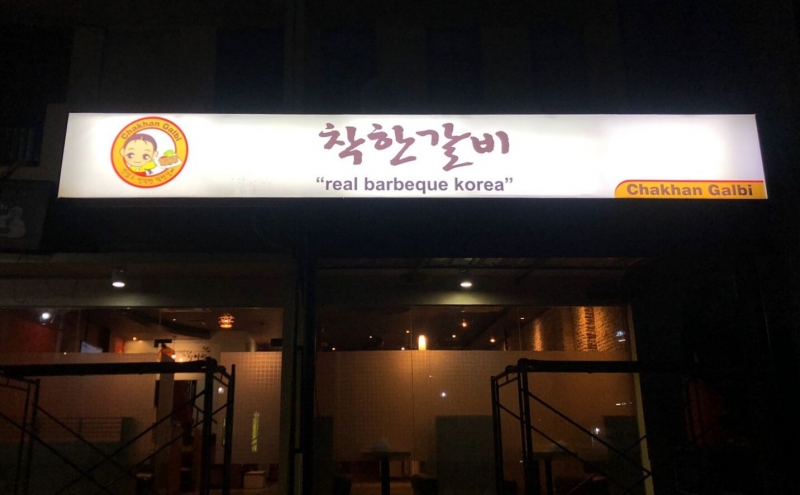 Chakhan Galbi
착한갈비
“real barbeque korea”
Chakhan Galbi